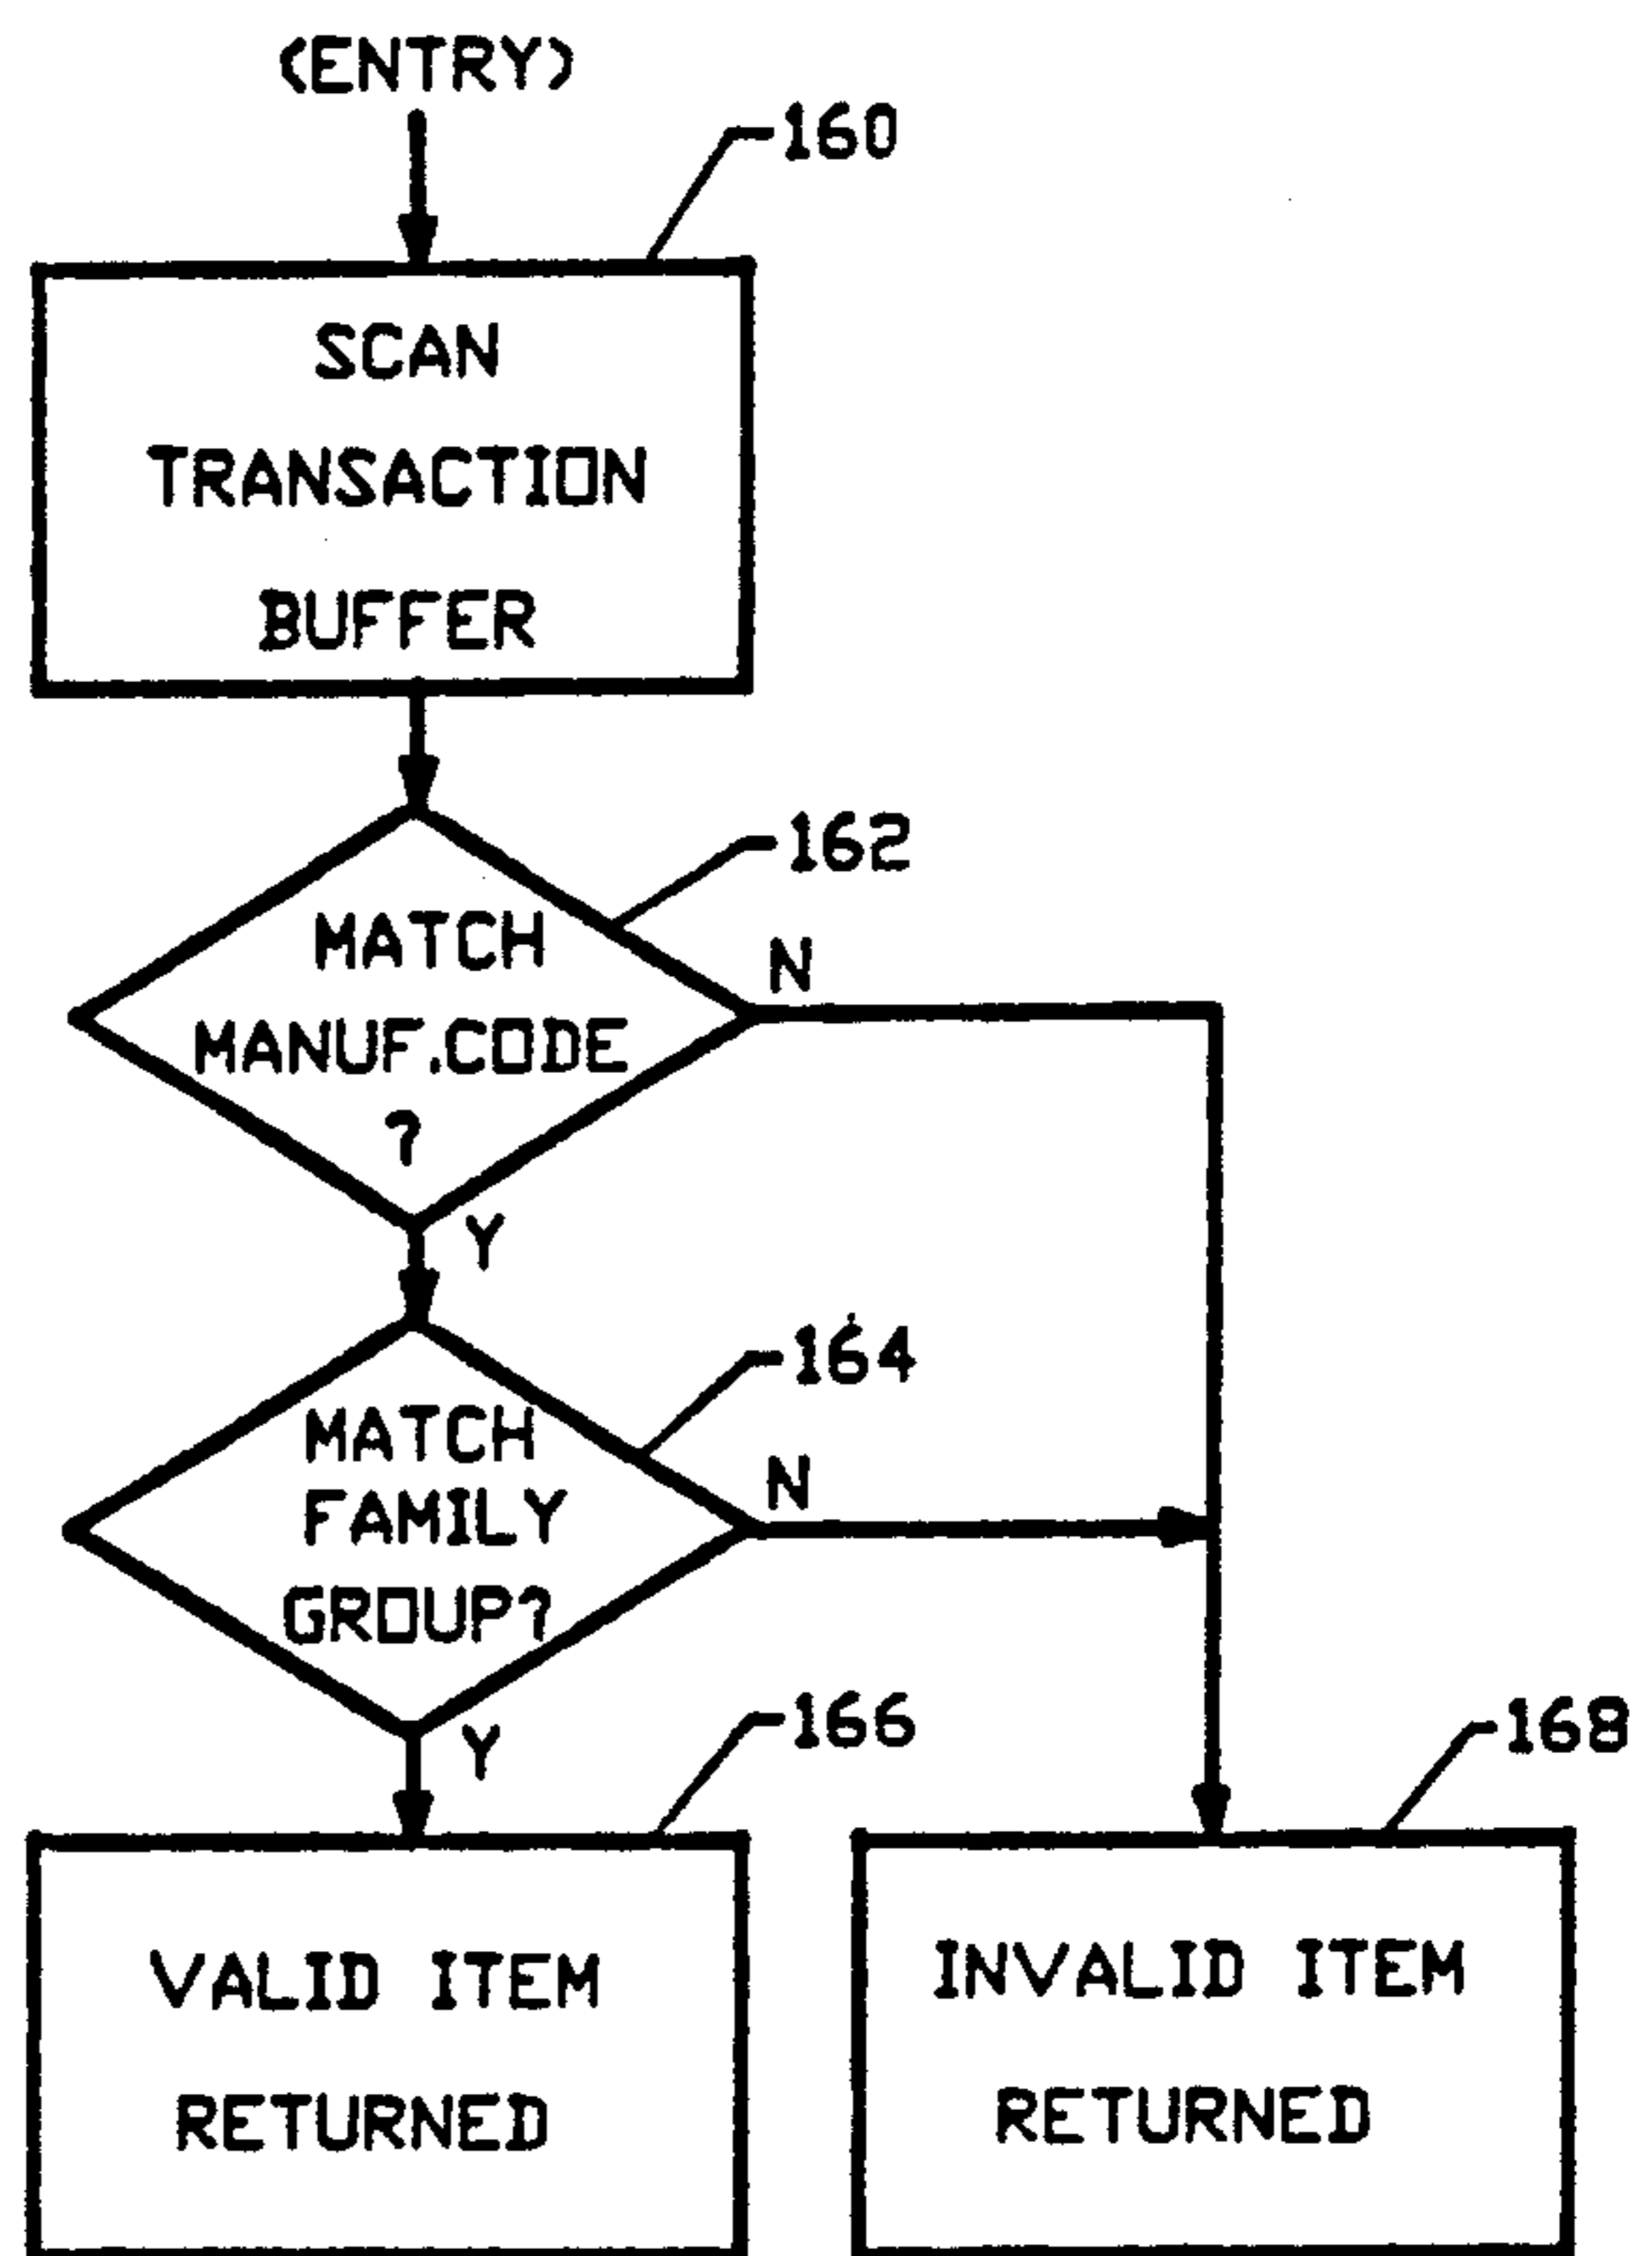 (ENTRY)
160
SCAN
TRANSACTION
BUFFER
162
MATCH
MANUF.CODE
?
N
Y
164
MATCH
FAMILY
GROUP?
N
Y
166
168
VALID ITEM
RETURNED
INVALID ITEM
RETURNED